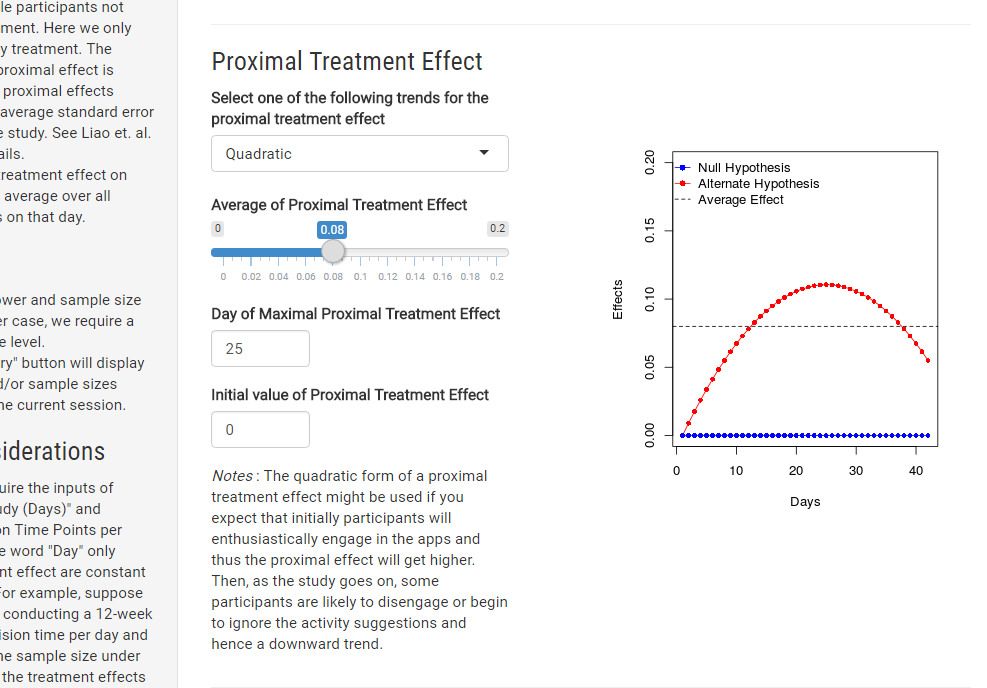 le participants not
ment. Here we only
y treatment. The
proximal effect is
proximal effects
average standard error
e study. See Liao et. al.
ails.
treatment effect on
average over all
s on that day.
ower and sample size
er case, we require a
e level.
ry" button will display
d/or sample sizes
he current session.
siderations
uire the inputs of
udy (Days)" and
on Time Points per
e word "Day" only
nt effect are constant
For example, suppose
conducting a 12-week
ision time per day and
he sample size under
the treatment effects
Proximal Treatment Effect
Select one of the following trends for the
proximal treatment effect
Quadratic
Average of Proximal Treatment Effect
0 0.08 0.2
0 0.02 0.04 0.06 0.08 0.1 0.12 0.14 0.16 0.18 0.2
Day of Maximal Proximal Treatment Effect
25
Initial value of Proximal Treatment Effect
0
Notes : The quadratic form of a proximal
treatment effect might be used if you
expect that initially participants will
enthusiastically engage in the apps and
thus the proximal effect will get higher.
Then, as the study goes on, some
participants are likely to disengage or begin
to ignore the activity suggestions and
hence a downward trend.
Null Hypothesis
Alternate Hypothesis
Average Effect
Effects
0.20
0.15
0.10
0.05
0.00
0 10 20 30 40
Days